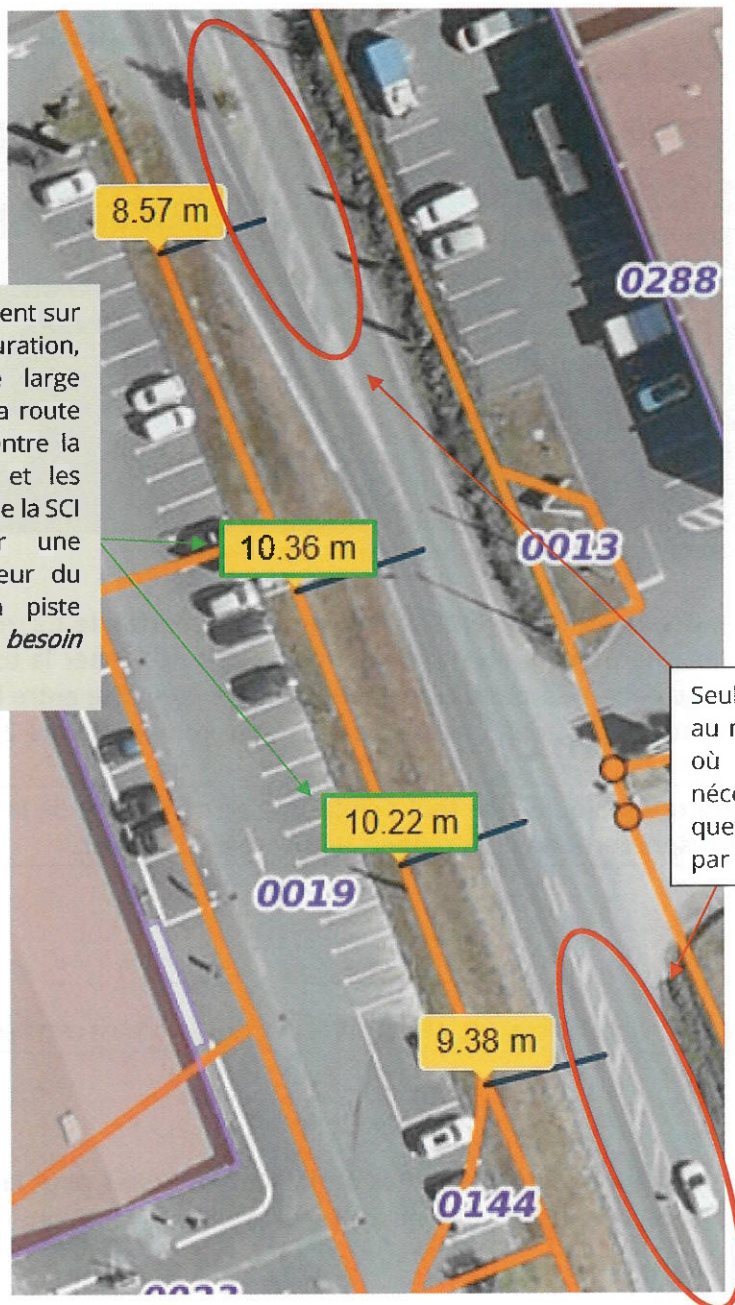 8.57 m
0288
ent sur
uration,
large
a route
entre la
et les
e la SCI
r une
eur du
piste
besoin
10.36 m
0013
Seul
au r
où
néce
que
par
10.22 m
0019
9.38 m
0144